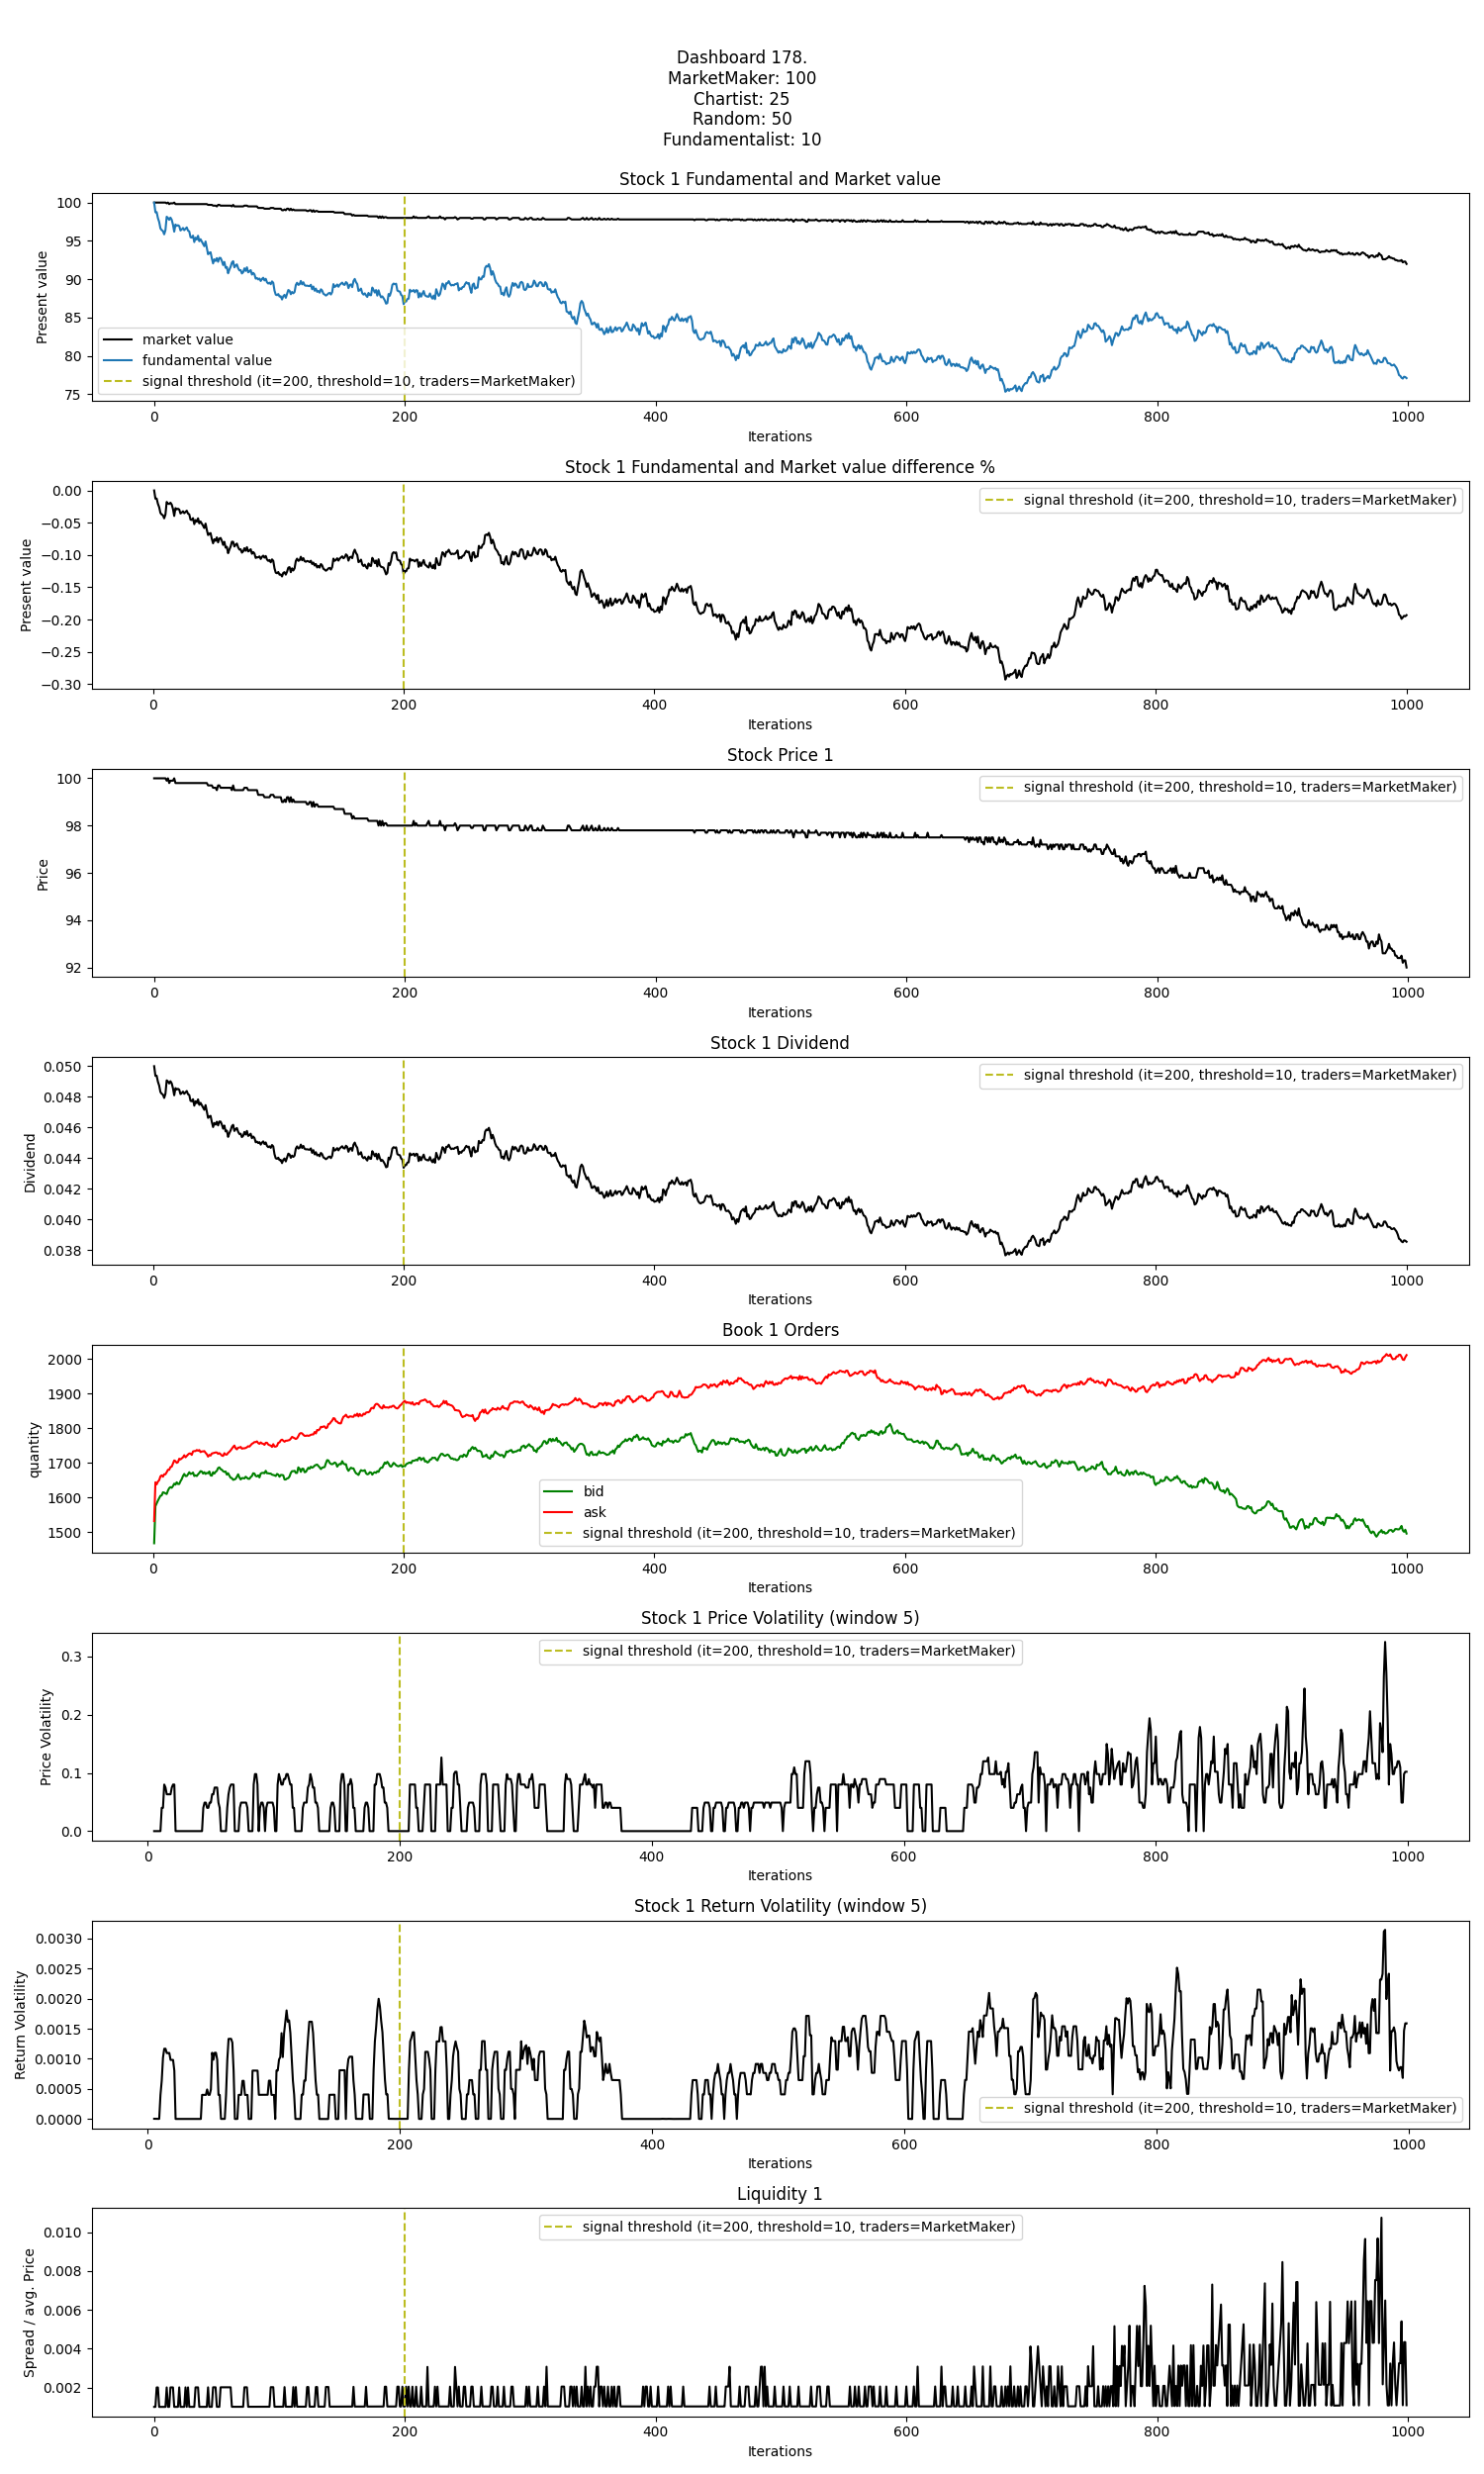 Dashboard 178.
MarketMaker: 100
Chartist: 25
Random: 50
Fundamentalist: 10
Stock 1 Fundamental and Market value
100
95
90
85
80
75
Present value
market value
fundamental value
signal threshold (it=200, threshold=10, traders=MarketMaker)
0 200 400 600 800 1000
Iterations
Stock 1 Fundamental and Market value difference %
0.00
−0.05
−0.10
−0.15
−0.20
−0.25
−0.30
Present value
signal threshold (it=200, threshold=10, traders=MarketMaker)
0 200 400 600 800 1000
Iterations
Stock Price 1
100
98
96
94
92
Price
signal threshold (it=200, threshold=10, traders=MarketMaker)
0 200 400 600 800 1000
Iterations
Stock 1 Dividend
0.050
0.048
0.046
0.044
0.042
0.040
0.038
Dividend
signal threshold (it=200, threshold=10, traders=MarketMaker)
0 200 400 600 800 1000
Iterations
Book 1 Orders
2000
1900
1800
1700
1600
1500
quantity
bid
ask
signal threshold (it=200, threshold=10, traders=MarketMaker)
0 200 400 600 800 1000
Iterations
Stock 1 Price Volatility (window 5)
0.3
0.2
0.1
0.0
Price Volatility
signal threshold (it=200, threshold=10, traders=MarketMaker)
0 200 400 600 800 1000
Iterations
Stock 1 Return Volatility (window 5)
0.0030
0.0025
0.0020
0.0015
0.0010
0.0005
0.0000
Return Volatility
signal threshold (it=200, threshold=10, traders=MarketMaker)
0 200 400 600 800 1000
Iterations
Liquidity 1
0.010
0.008
0.006
0.004
0.002
Spread / avg. Price
signal threshold (it=200, threshold=10, traders=MarketMaker)
0 200 400 600 800 1000
Iterations